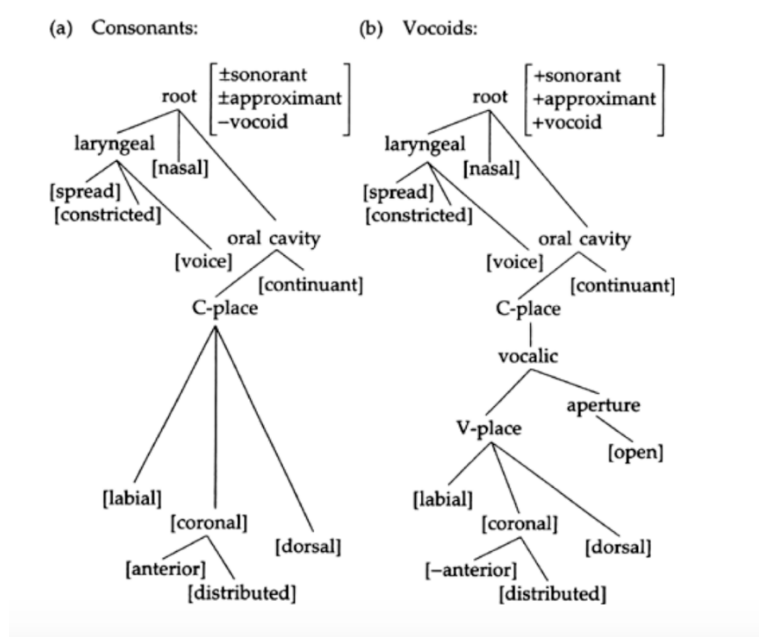 (a) Consonants:
±sonorant
root ±approximant
−vocoid
laryngeal
[nasal]
[spread]
[constricted]
oral cavity
[voice]
[continuant]
C-place
[labial]
[coronal]
[dorsal]
[anterior]
[distributed]
(b) Vocoids:
+sonorant
root +approximant
+vocoid
laryngeal
[nasal]
[spread]
[constricted]
oral cavity
[voice]
[continuant]
C-place
vocalic
aperture
V-place
[open]
[labial]
[coronal]
[dorsal]
[−anterior]
[distributed]